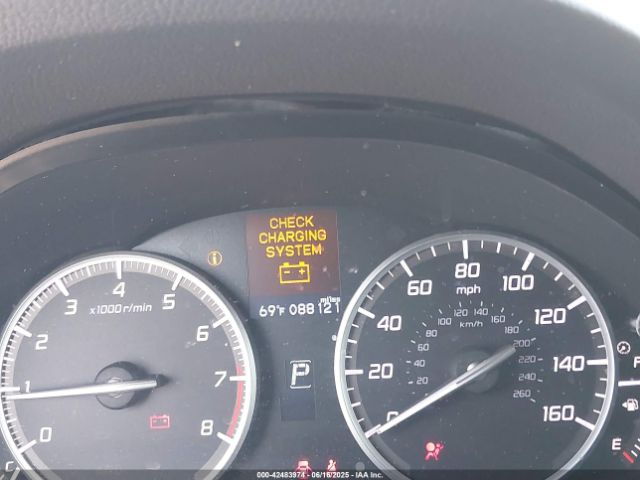 CHECK
CHARGING
SYSTEM
i
69°F 088121 miles
P
x1000r/min
0 1 2 3 4 5 6 7 8
mph
0 20 40 60 80 100 120 140 160
km/h
20 40 60 80 100 120 140 160 180 200 220 240 260
C
F
E
000-42483974 - 06/16/2025 - IAA Inc.